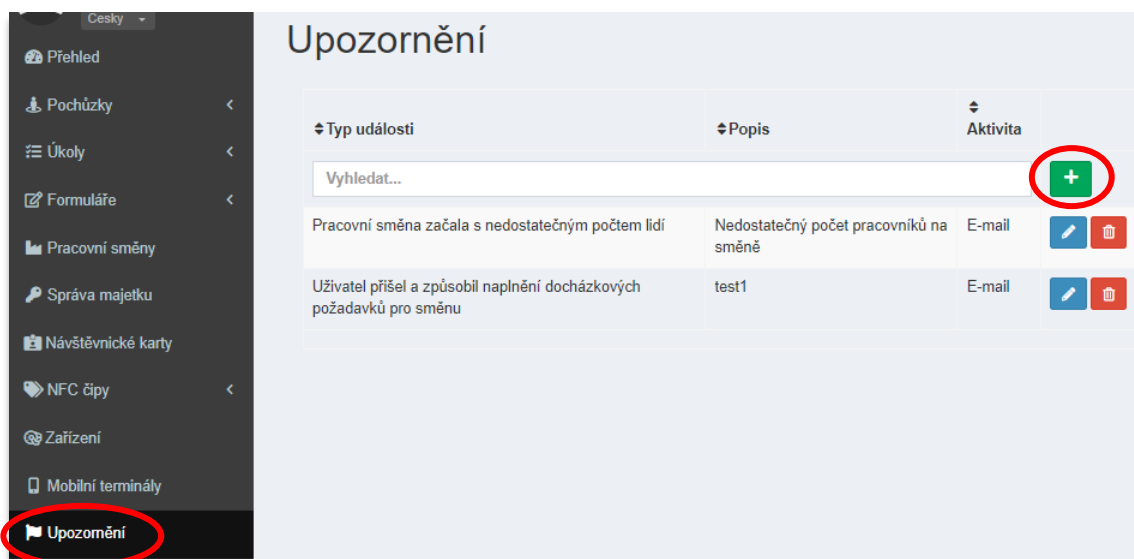 Cesky
Přehled
Pochůzky
Úkoly
Formuláře
Pracovní směny
Správa majetku
Návštěvnické karty
NFC čipy
Zařízení
Mobilní terminály
Upozornění
Upozornění
Typ události Popis Aktivita
Vyhledat...
Pracovní směna začala s nedostatečným počtem lidí Nedostatečný počet pracovníků na E-mail
směně
Uživatel přišel a způsobil naplnění docházkových test1 E-mail
požadavků pro směnu